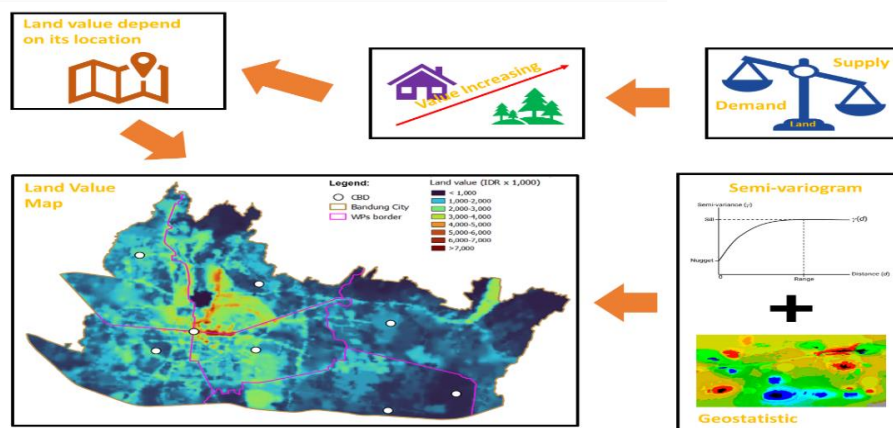 Land value depend
on its location
Value Increasing
Supply
Demand
Land
Land Value
Map
Legend:
CBD
Bandung City
WPs border
Land value (IDR x 1,000)
< 1,000
1,000-2,000
2,000-3,000
3,000-4,000
4,000-5,000
5,000-6,000
6,000-7,000
>7,000
Semi-variogram
Semi-variance (γ)
Sill
γ(d)
Nugget
0
Range
Distance (d)
+
Geostatistic